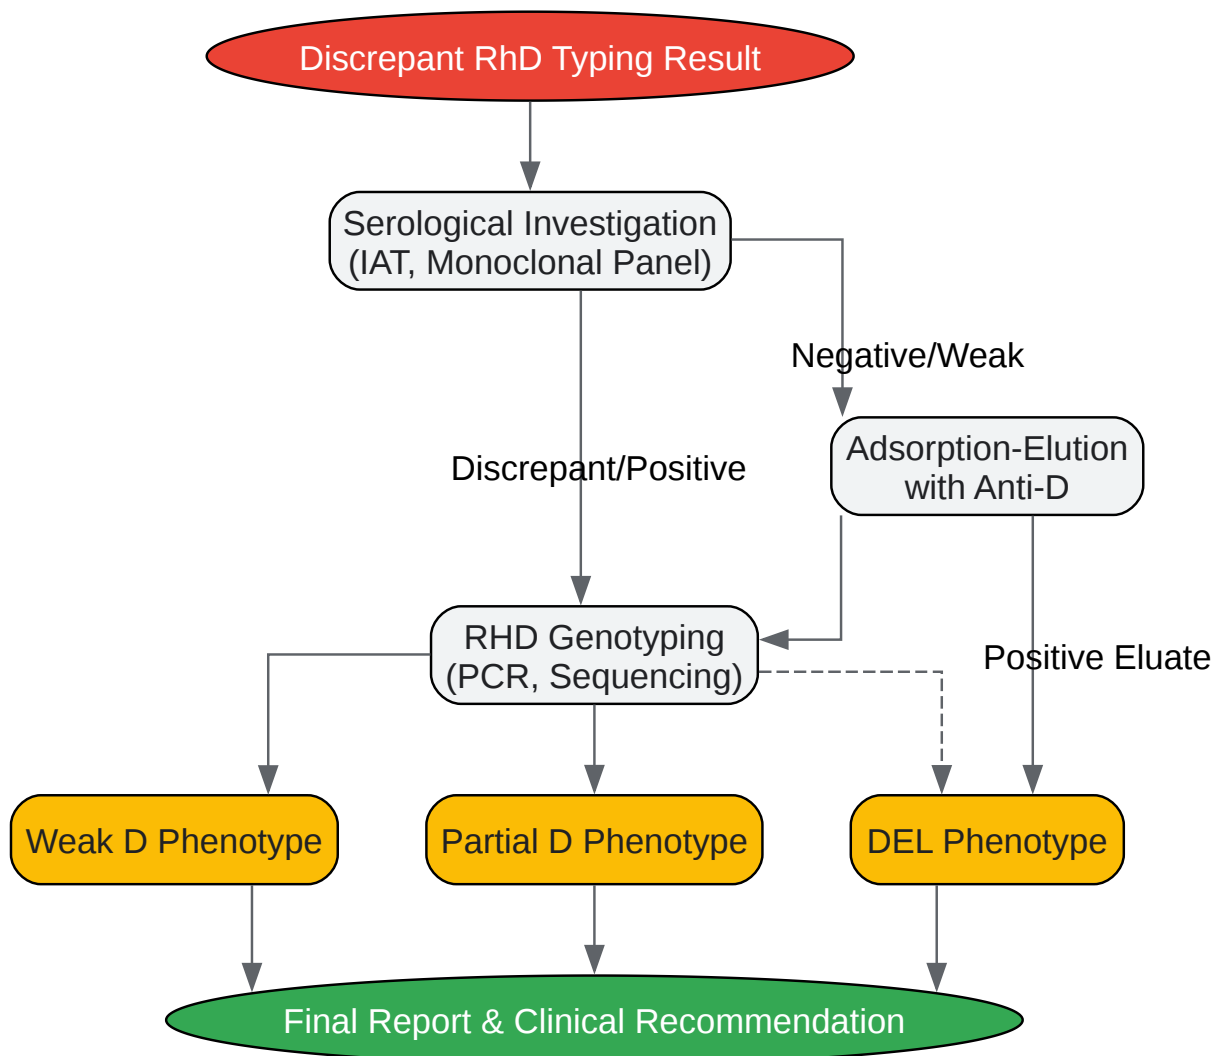 Discrepant RhD Typing Result
Serological Investigation
(IAT, Monoclonal Panel)
Negative/Weak
Adsorption-Elution
with Anti-D
Discrepant/Positive
RHD Genotyping
(PCR, Sequencing)
Positive Eluate
Weak D Phenotype
Partial D Phenotype
DEL Phenotype
Final Report & Clinical Recommendation